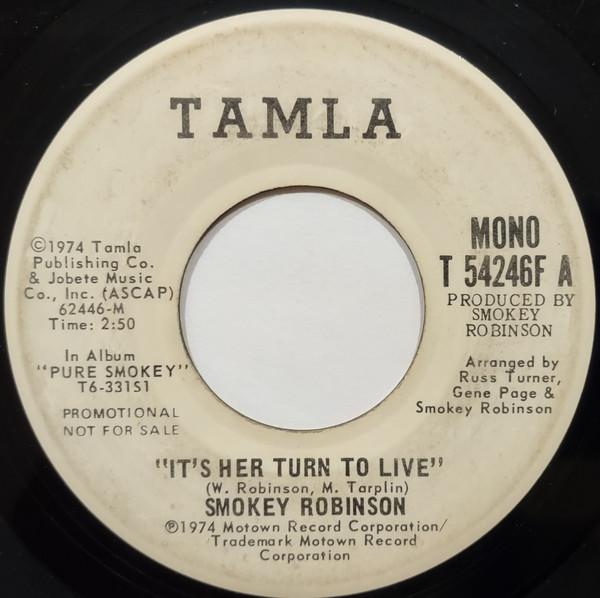 TAMLA
©1974 Tamla
Publishing Co.
& Jobete Music
Co., Inc. (ASCAP)
62446-M
Time: 2:50
In Album
"PURE SMOKEY"
T6-331S1
PROMOTIONAL
NOT FOR SALE
MONO
T 54246F A
PRODUCED BY
SMOKEY
ROBINSON
Arranged by
Russ Turner,
Gene Page &
Smokey Robinson
"IT'S HER TURN TO LIVE"
(W. Robinson, M. Tarplin)
SMOKEY ROBINSON
℗1974 Motown Record Corporation/
Trademark Motown Record
Corporation